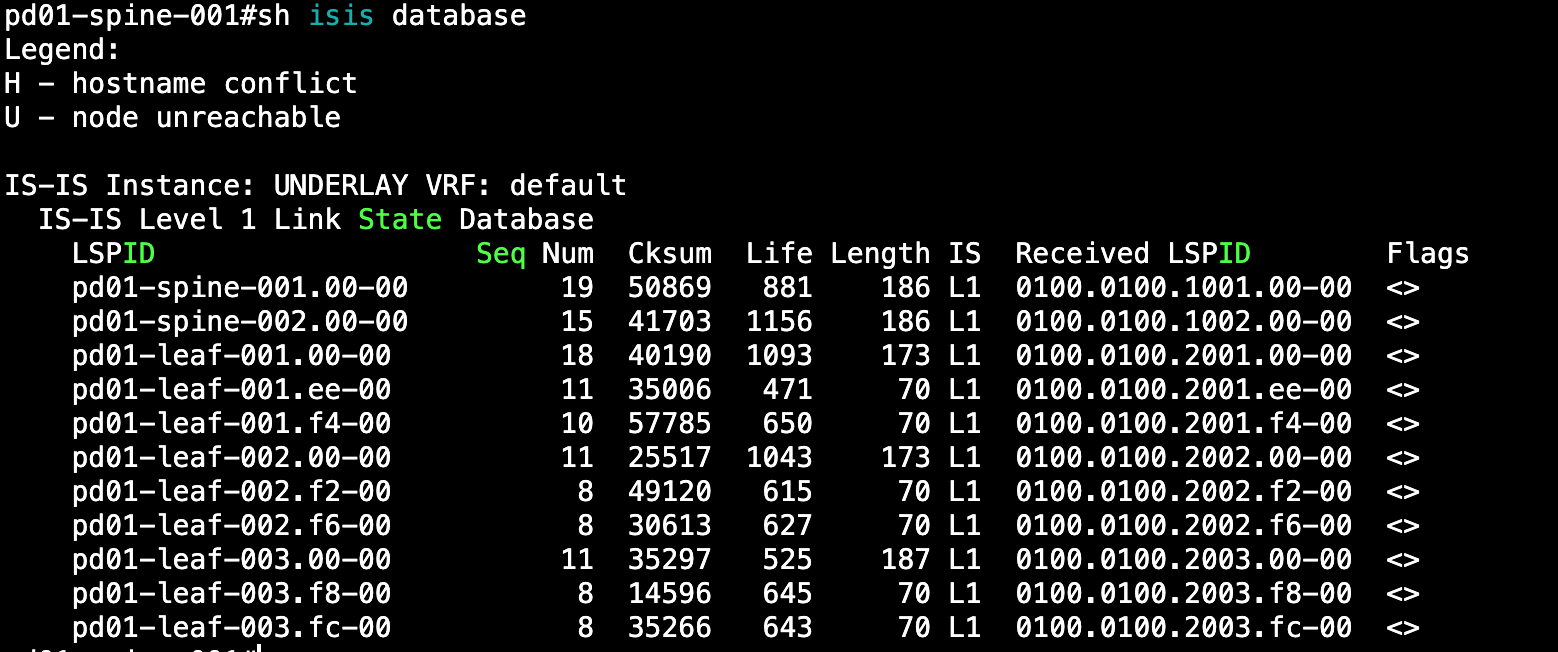 pd01-spine-001#sh isis database
Legend:
H - hostname conflict
U - node unreachable
IS-IS Instance: UNDERLAY VRF: default
IS-IS Level 1 Link State Database
LSPID Seq Num Cksum Life Length IS Received LSPID Flags
pd01-spine-001.00-00 19 50869 881 186 L1 0100.0100.1001.00-00 <>
pd01-spine-002.00-00 15 41703 1156 186 L1 0100.0100.1002.00-00 <>
pd01-leaf-001.00-00 18 40190 1093 173 L1 0100.0100.2001.00-00 <>
pd01-leaf-001.ee-00 11 35006 471 70 L1 0100.0100.2001.ee-00 <>
pd01-leaf-001.f4-00 10 57785 650 70 L1 0100.0100.2001.f4-00 <>
pd01-leaf-002.00-00 11 25517 1043 173 L1 0100.0100.2002.00-00 <>
pd01-leaf-002.f2-00 8 49120 615 70 L1 0100.0100.2002.f2-00 <>
pd01-leaf-002.f6-00 8 30613 627 70 L1 0100.0100.2002.f6-00 <>
pd01-leaf-003.00-00 11 35297 525 187 L1 0100.0100.2003.00-00 <>
pd01-leaf-003.f8-00 8 14596 645 70 L1 0100.0100.2003.f8-00 <>
pd01-leaf-003.fc-00 8 35266 643 70 L1 0100.0100.2003.fc-00 <>